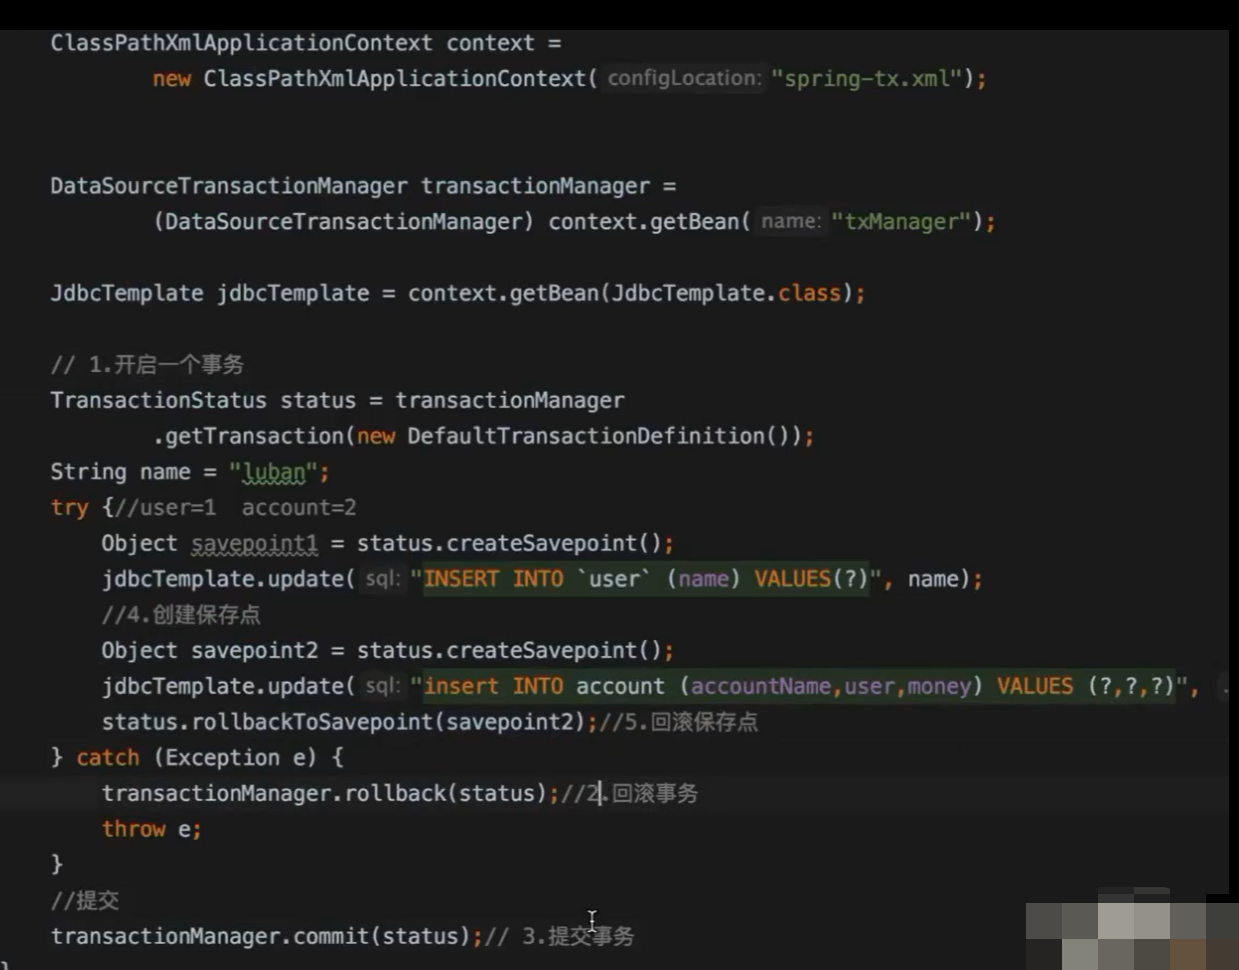 ClassPathXmlApplicationContext context =
new ClassPathXmlApplicationContext( configLocation: "spring-tx.xml");
DataSourceTransactionManager transactionManager =
(DataSourceTransactionManager) context.getBean( name: "txManager");
JdbcTemplate jdbcTemplate = context.getBean(JdbcTemplate.class);
// 1.开启一个事务
TransactionStatus status = transactionManager
.getTransaction(new DefaultTransactionDefinition());
String name = "luban";
try {//user=1  account=2
Object savepoint1 = status.createSavepoint();
jdbcTemplate.update( sql: "INSERT INTO `user` (name) VALUES(?)", name);
//4.创建保存点
Object savepoint2 = status.createSavepoint();
jdbcTemplate.update( sql: "insert INTO account (accountName,user,money) VALUES (?,?,?)",
status.rollbackToSavepoint(savepoint2);//5.回滚保存点
} catch (Exception e) {
transactionManager.rollback(status);//2.回滚事务
throw e;
}
//提交
transactionManager.commit(status);// 3.提交事务
}